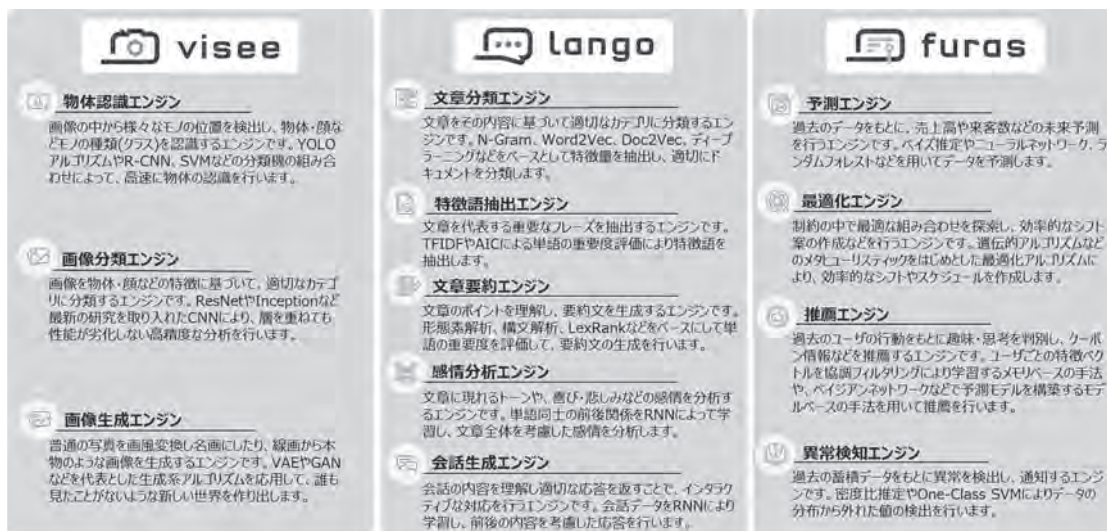 visee
物体認識エンジン
画像の中から様々なモノの位置を検出し、物体・顔な
どモノの種類(クラス)を認識するエンジンです。YOLO
アルゴリズムやR-CNN、SVMなどの分類機の組み合
わせによって、高速に物体の認識を行います。
画像分類エンジン
画像を物体・顔などの特徴に基づいて、適切なカテゴ
リに分類するエンジンです。ResNetやInceptionなど
最新の研究を取り入れたCNNにより、層を重ねても
性能が劣化しない高精度な分析を行います。
画像生成エンジン
普通の写真を画風変換し名画にしたり、線画から本
物のような画像を生成するエンジンです。VAEやGAN
などを代表とした生成系アルゴリズムを応用して、誰も
見たことがないような新しい世界を作り出します。
lango
文章分類エンジン
文章をその内容に基づいて適切なカテゴリに分類するエン
ジンです。N-Gram、Word2Vec、Doc2Vec、ディープ
ラーニングなどをベースとして特徴量を抽出し、適切にド
キュメントを分類します。
特徴語抽出エンジン
文章を代表する重要なフレーズを抽出するエンジンです。
TFIDFやAICによる単語の重要度評価により特徴語を
抽出します。
文章要約エンジン
文章のポイントを理解し、要約文を生成するエンジンです。
形態素解析、構文解析、LexRankなどをベースにして単
語の重要度を評価して、要約文の生成を行います。
感情分析エンジン
文章に現れるトーンや、喜び・悲しみなどの感情を分析す
るエンジンです。単語同士の前後関係をRNNによって学
習し、文章全体を考慮した感情を分析します。
会話生成エンジン
会話の内容を理解し適切な応答を返すことで、インタラク
ティブな対応を行うエンジンです。会話データをRNNにより
学習し、前後の内容を考慮した応答を行います。
furas
予測エンジン
過去のデータをもとに、売上高や来客数などの未来予測
を行うエンジンです。ベイズ推定やニューラルネットワーク、ラ
ンダムフォレストなどを用いてデータを予測します。
最適化エンジン
制約の中で最適な組み合わせを探索し、効率的なシフト
案の作成などを行うエンジンです。遺伝的アルゴリズムなど
のメタヒューリスティックをはじめとした最適化アルゴリズムに
より、効率的なシフトやスケジュールを作成します。
推薦エンジン
過去のユーザの行動をもとに趣味・思考を判別し、クーポ
ン情報などを推薦するエンジンです。ユーザごとの特徴ベク
トルを協調フィルタリングにより学習するメモリベースの手法
や、ベイジアンネットワークなどで予測モデルを構築するモデ
ルベースの手法を用いて推薦を行います。
異常検知エンジン
過去の蓄積データをもとに異常を検出し、通知するエンジ
ンです。密度比推定やOne-Class SVMによりデータの
分布から外れた値の検出を行います。